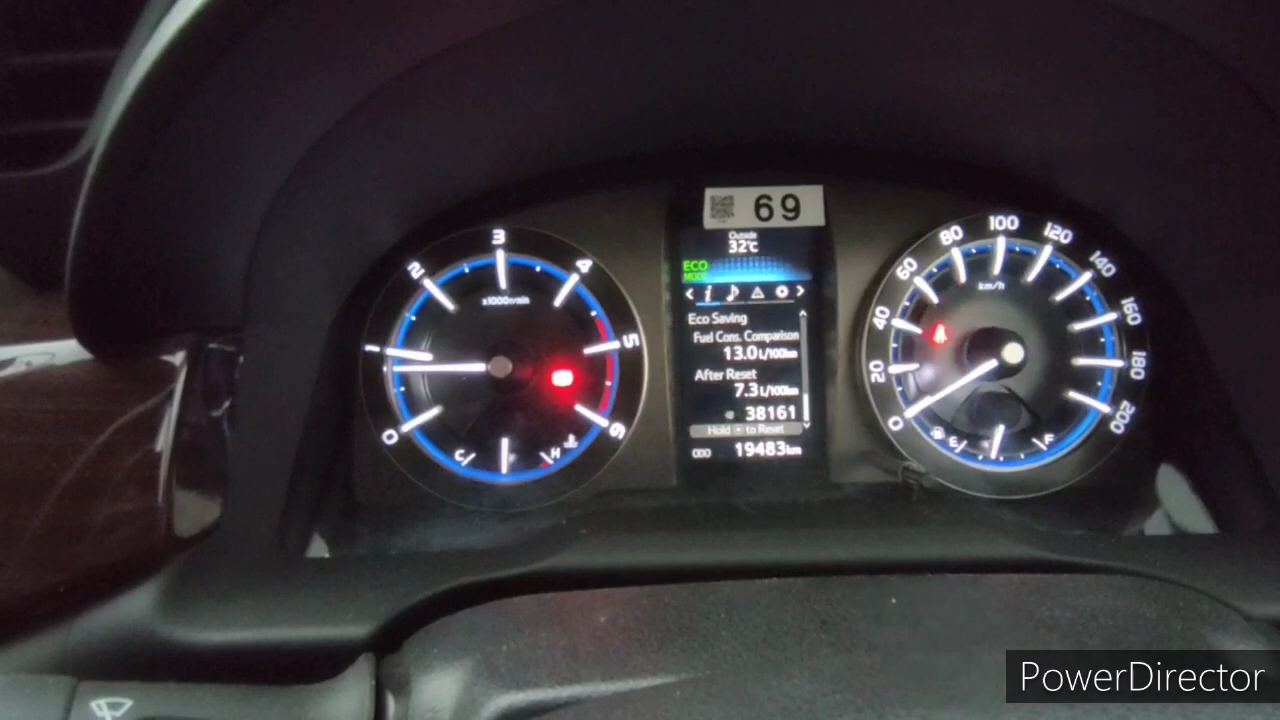 69
Outside
32°C
ECO
MODE
Eco Saving
Fuel Cons. Comparison
13.0 L/100km
After Reset
7.3 L/100km
38161
Hold to Reset
ODO 19483km
0
1
2
3
4
5
6
x1000r/min
C
H
0
20
40
60
80
100
120
140
160
180
200
km/h
E
F
PowerDirector